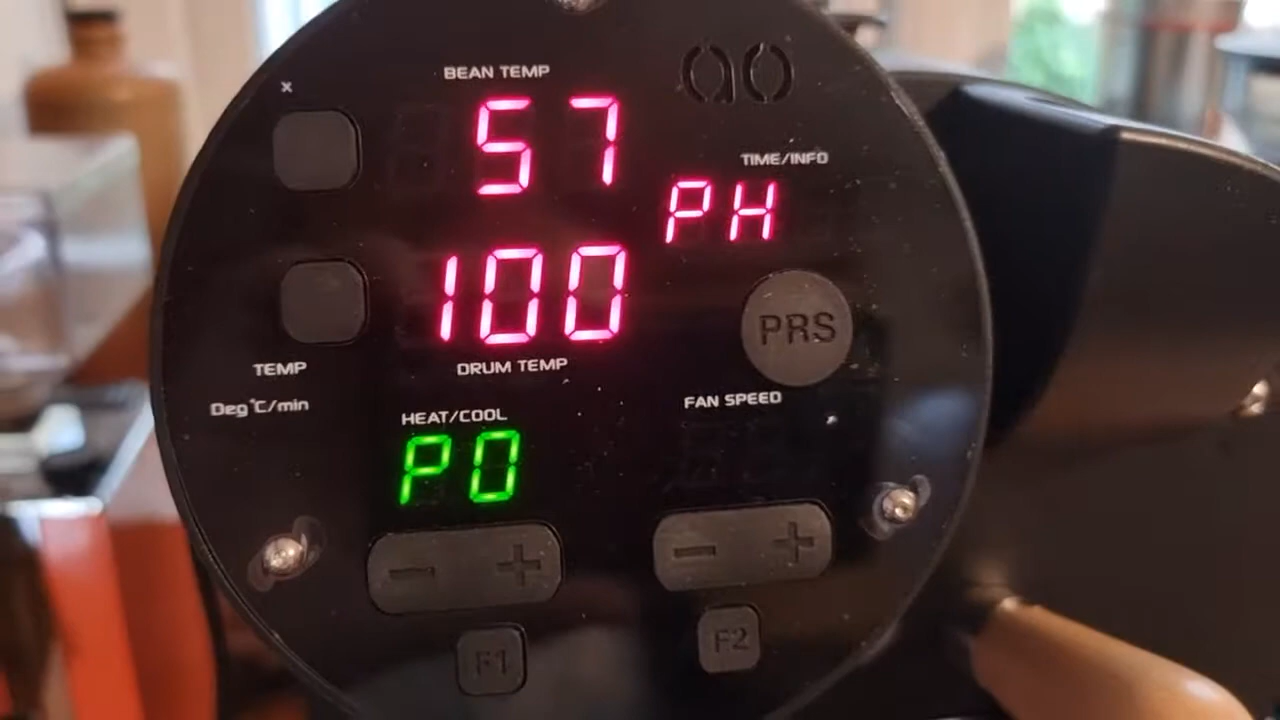 BEAN TEMP
x
57
TIME/INFO
PH
100
PRS
TEMP
DRUM TEMP
Deg°C/min
HEAT/COOL
FAN SPEED
P0
- +
- +
F1
F2